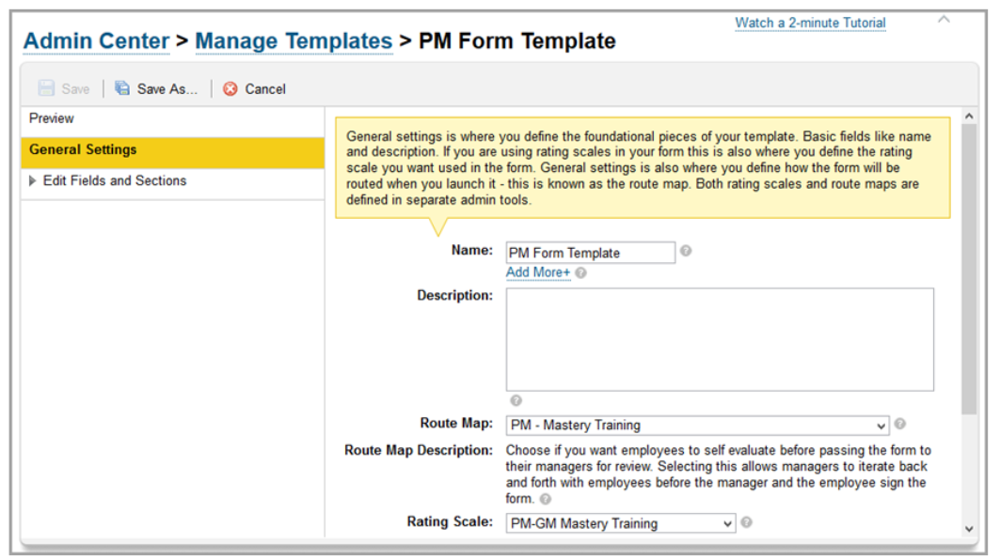 Watch a 2-minute Tutorial
Admin Center > Manage Templates > PM Form Template
Save Save As... Cancel
Preview
General Settings
Edit Fields and Sections
General settings is where you define the foundational pieces of your template. Basic fields like name
and description. If you are using rating scales in your form this is also where you define the rating
scale you want used in the form. General settings is also where you define how the form will be
routed when you launch it - this is known as the route map. Both rating scales and route maps are
defined in separate admin tools.
Name: PM Form Template ?
Add More+ ?
Description:
?
Route Map: PM - Mastery Training ?
Route Map Description: Choose if you want employees to self evaluate before passing the form to
their managers for review. Selecting this allows managers to iterate back
and forth with employees before the manager and the employee sign the
form. ?
Rating Scale: PM-GM Mastery Training ?